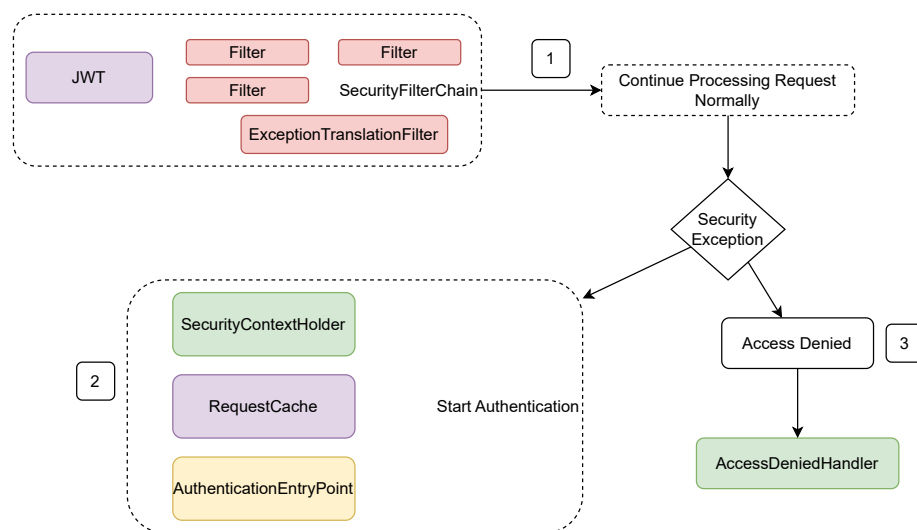 JWT
Filter
Filter
Filter
SecurityFilterChain
ExceptionTranslationFilter
1
Continue Processing Request
Normally
Security
Exception
SecurityContextHolder
2
RequestCache
Start Authentication
AuthenticationEntryPoint
Access Denied
3
AccessDeniedHandler